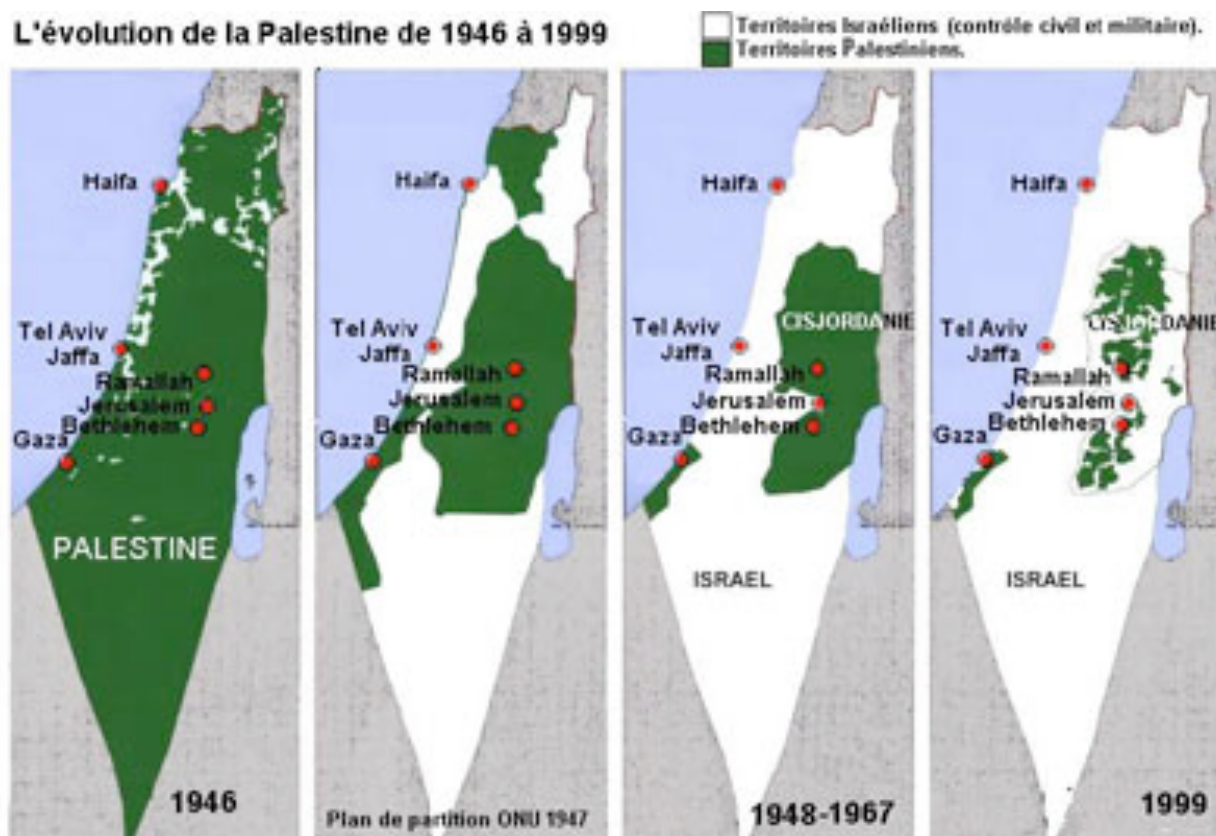 L'évolution de la Palestine de 1946 à 1999
Territoires Israéliens (contrôle civil et militaire).
Territoires Palestiniens.
Haifa
Tel Aviv
Jaffa
Ramallah
Jerusalem
Bethlehem
Gaza
PALESTINE
1946
Haifa
Tel Aviv
Jaffa
Ramallah
Jerusalem
Bethlehem
Gaza
Plan de partition ONU 1947
Haifa
CISJORDANIE
Tel Aviv
Jaffa
Ramallah
Jerusalem
Bethlehem
Gaza
ISRAEL
1948-1967
Haifa
CISJORDANIE
Tel Aviv
Jaffa
Ramallah
Jerusalem
Bethlehem
Gaza
ISRAEL
1999